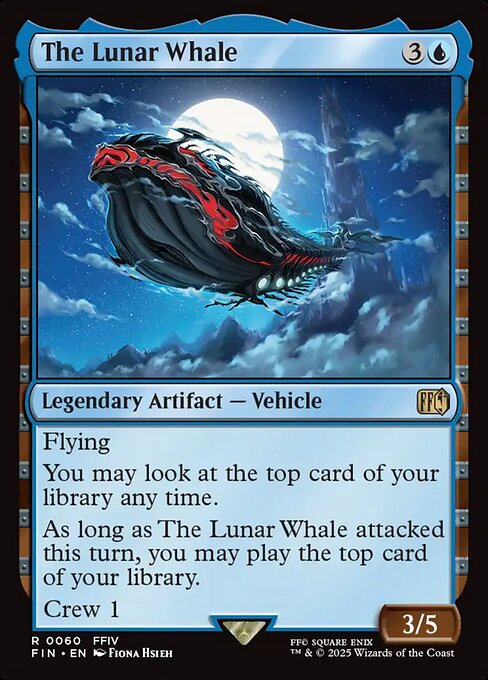 The Lunar Whale 3
Legendary Artifact — Vehicle FF
Flying
You may look at the top card of your
library any time.
As long as The Lunar Whale attacked
this turn, you may play the top card
of your library.
Crew 1
3/5
R 0060 FFIV
FIN • EN Fiona Hsieh
FF© SQUARE ENIX
™ & © 2025 Wizards of the Coast